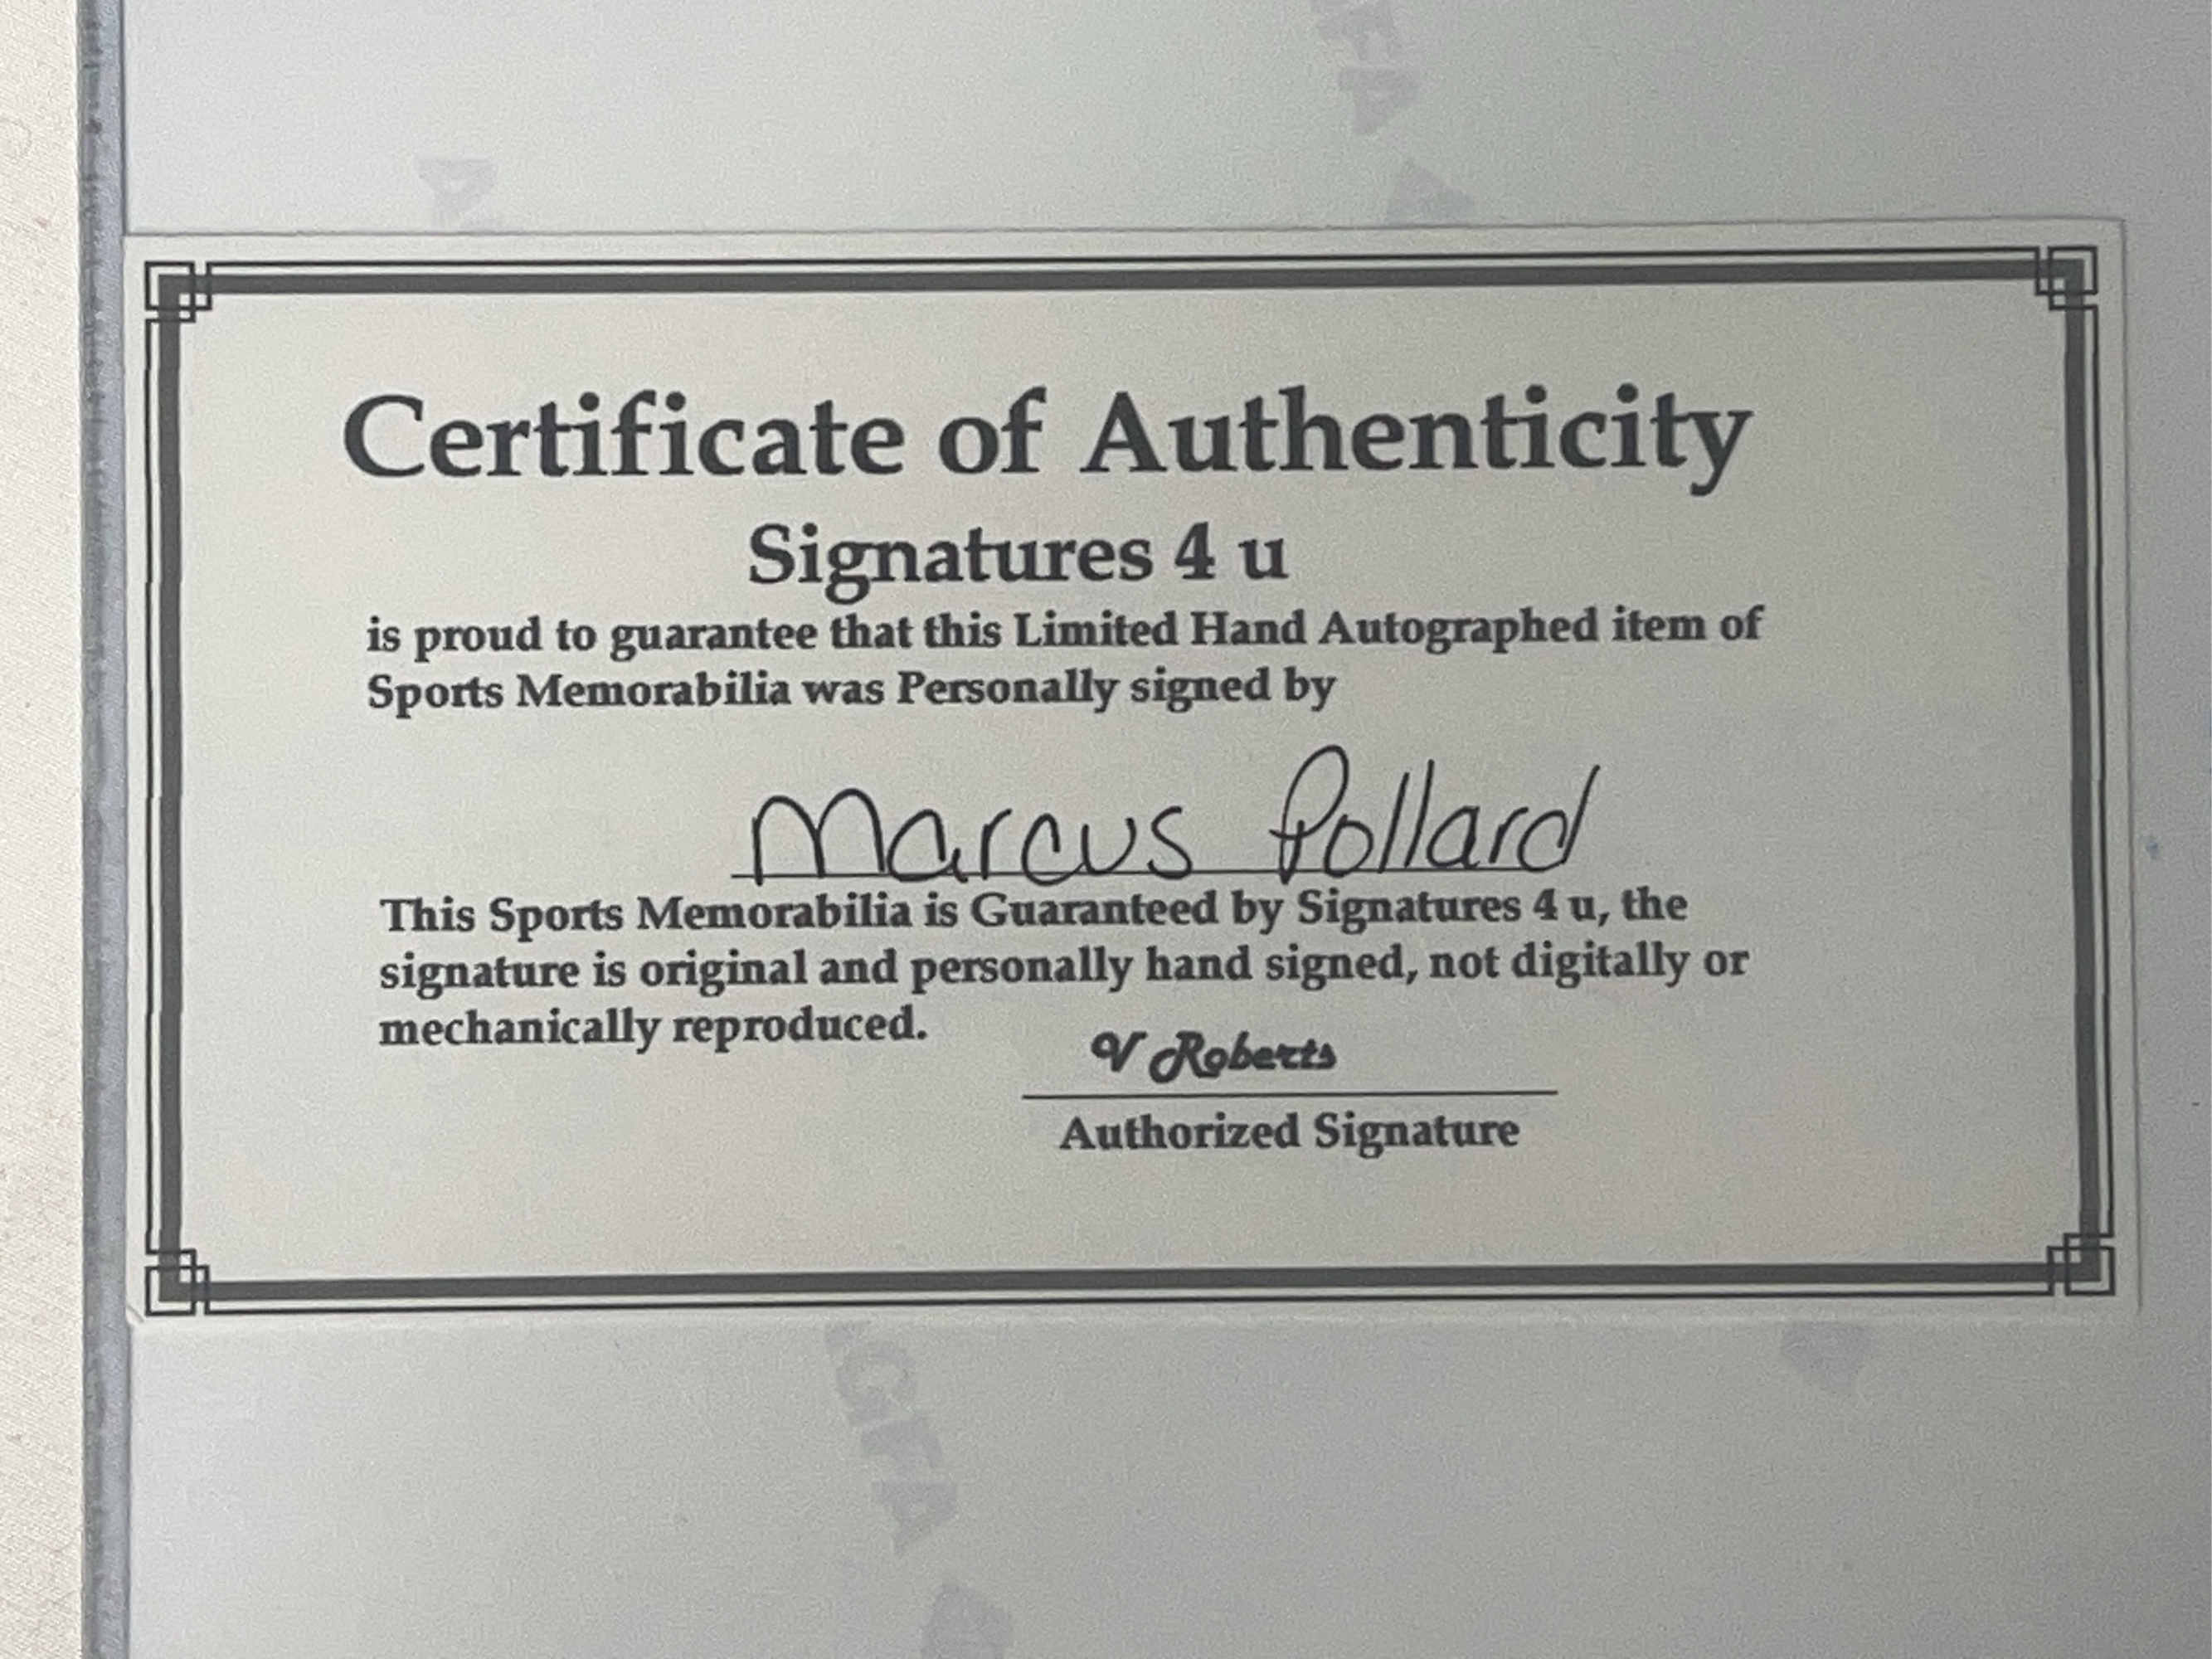 Certificate of Authenticity
Signatures 4 u
is proud to guarantee that this Limited Hand Autographed item of
Sports Memorabilia was Personally signed by
Marcus Pollard
This Sports Memorabilia is Guaranteed by Signatures 4 u, the
signature is original and personally hand signed, not digitally or
mechanically reproduced.
V Roberts
Authorized Signature